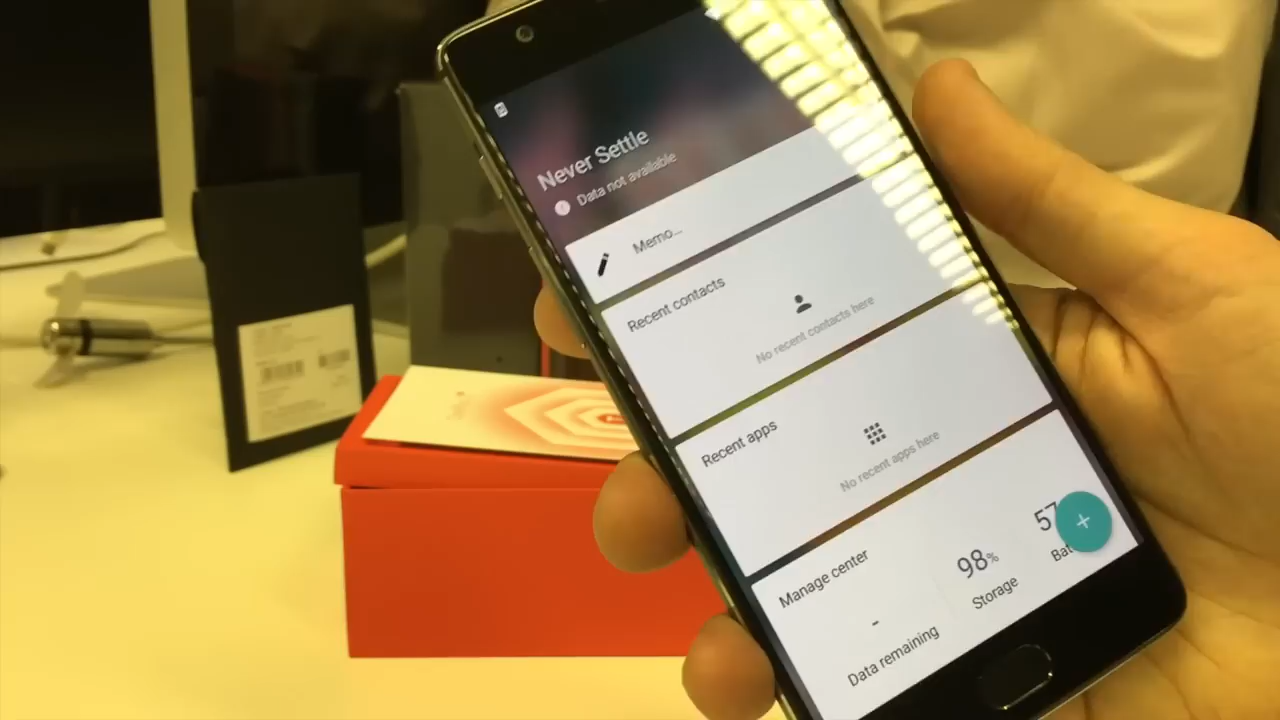 Never Settle
Data not available
Memo...
Recent contacts
No recent contacts here
Recent apps
No recent apps here
Manage center
-
Data remaining
98%
Storage
57
Bat
+